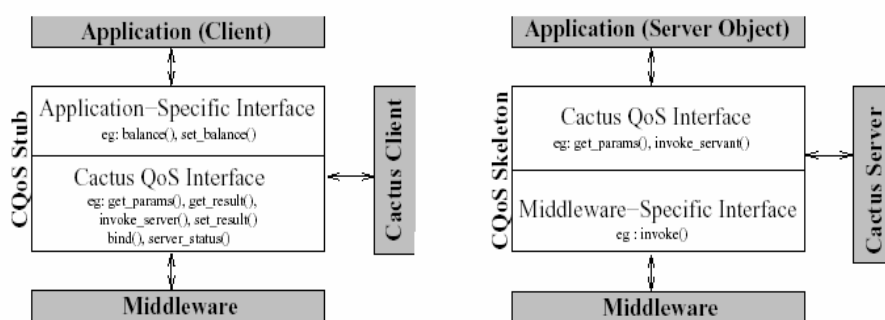 Application (Client)
CQoS Stub
Application−Specific Interface
eg: balance(), set_balance()
Cactus QoS Interface
eg: get_params(), get_result(),
invoke_server(), set_result()
bind(), server_status()
Cactus Client
Middleware
Application (Server Object)
CQoS Skeleton
Cactus QoS Interface
eg: get_params(), invoke_servant()
Middleware−Specific Interface
eg : invoke()
Cactus Server
Middleware